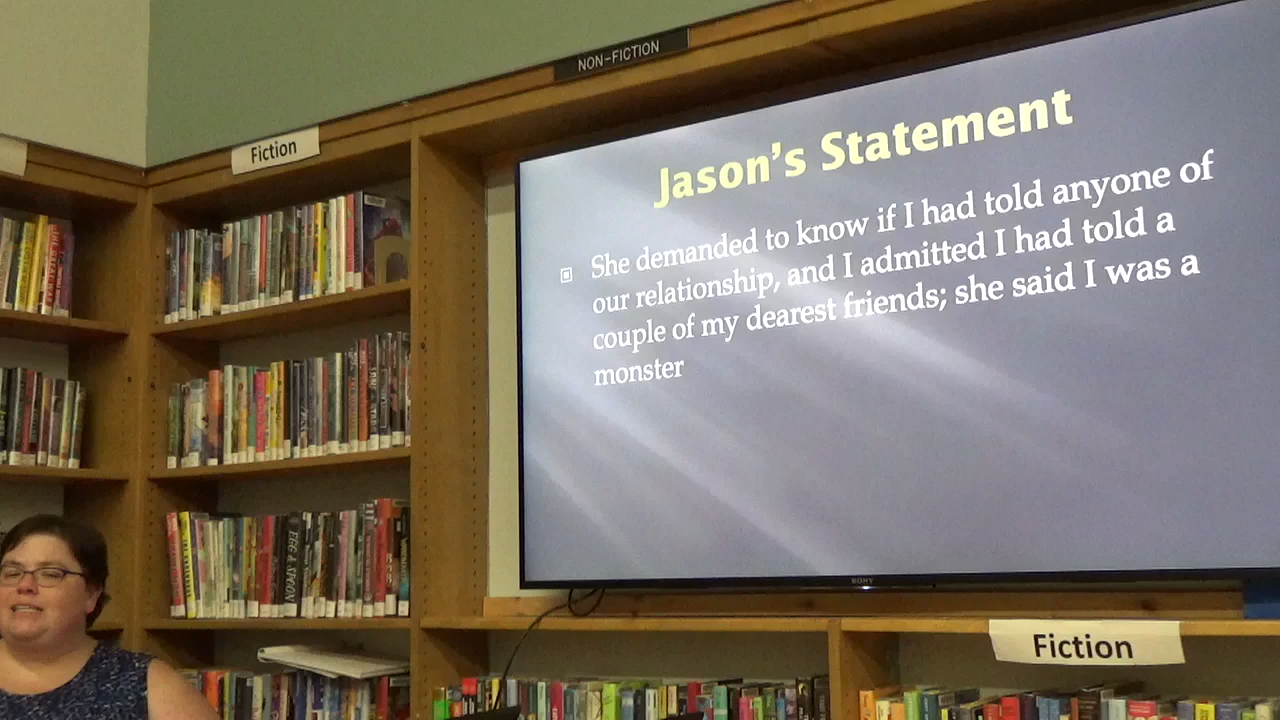 NON-FICTION
Fiction
Jason's Statement
She demanded to know if I had told anyone of
our relationship, and I admitted I had told a
couple of my dearest friends; she said I was a
monster
EGG & SPOON
SONY
Fiction